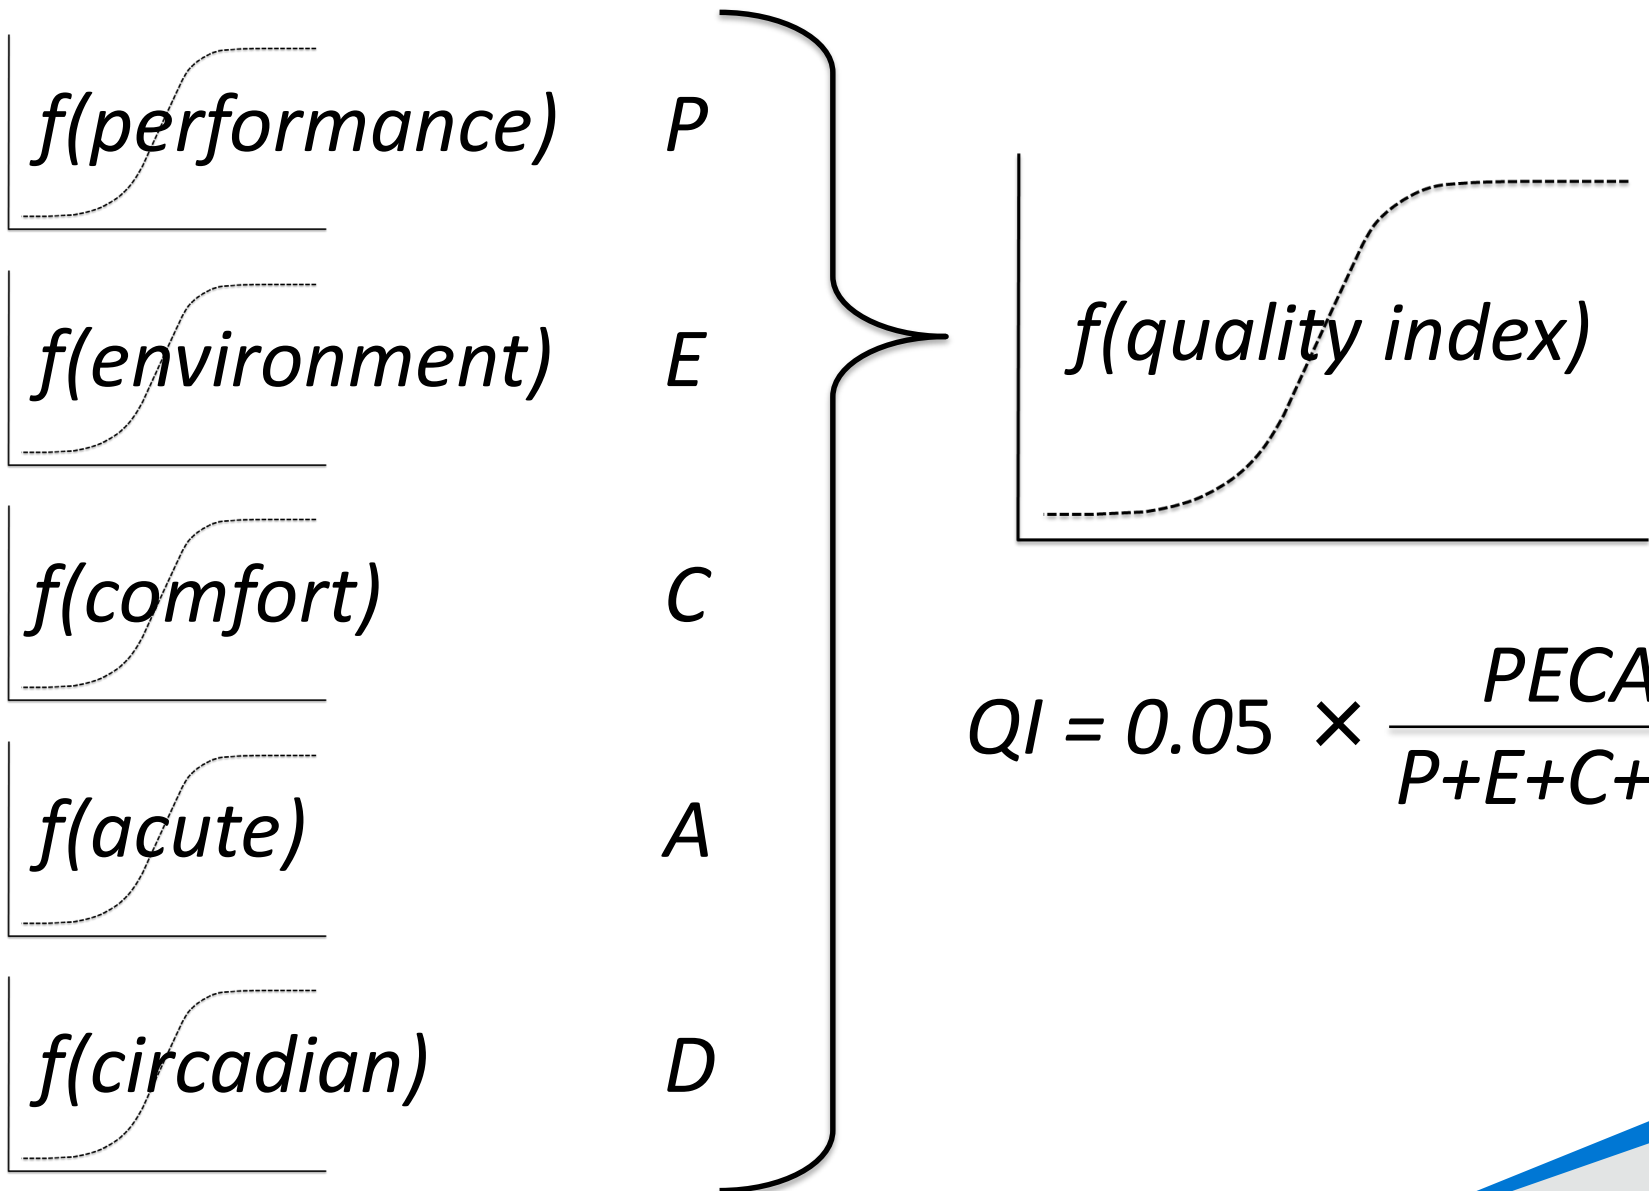 f(performance) P
f(environment) E
f(comfort) C
f(acute) A
f(circadian) D
f(quality index)
QI = 0.05 × PECA
P+E+C+